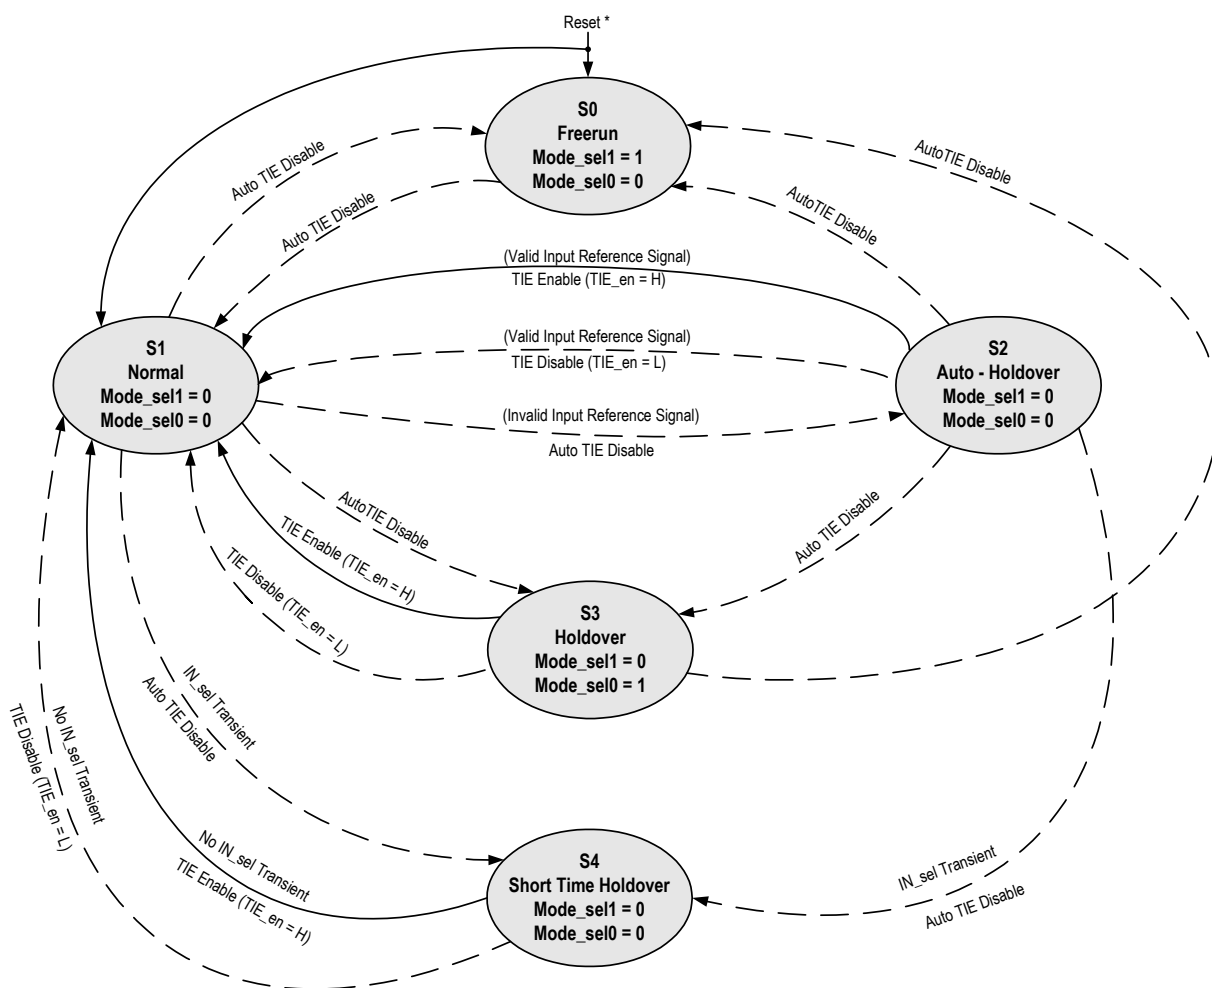 Reset *
S0
Freerun
Mode_sel1 = 1
Mode_sel0 = 0
Auto TIE Disable
Auto TIE Disable
AutoTIE Disable
AutoTIE Disable
(Valid Input Reference Signal)
TIE Enable (TIE_en = H)
S1
Normal
Mode_sel1 = 0
Mode_sel0 = 0
(Valid Input Reference Signal)
TIE Disable (TIE_en = L)
(Invalid Input Reference Signal)
Auto TIE Disable
S2
Auto - Holdover
Mode_sel1 = 0
Mode_sel0 = 0
AutoTIE Disable
TIE Enable (TIE_en = H)
TIE Disable (TIE_en = L)
Auto TIE Disable
S3
Holdover
Mode_sel1 = 0
Mode_sel0 = 1
IN_sel Transient
Auto TIE Disable
No IN_sel Transient
TIE Disable (TIE_en = L)
No IN_sel Transient
TIE Enable (TIE_en = H)
S4
Short Time Holdover
Mode_sel1 = 0
Mode_sel0 = 0
IN_sel Transient
Auto TIE Disable